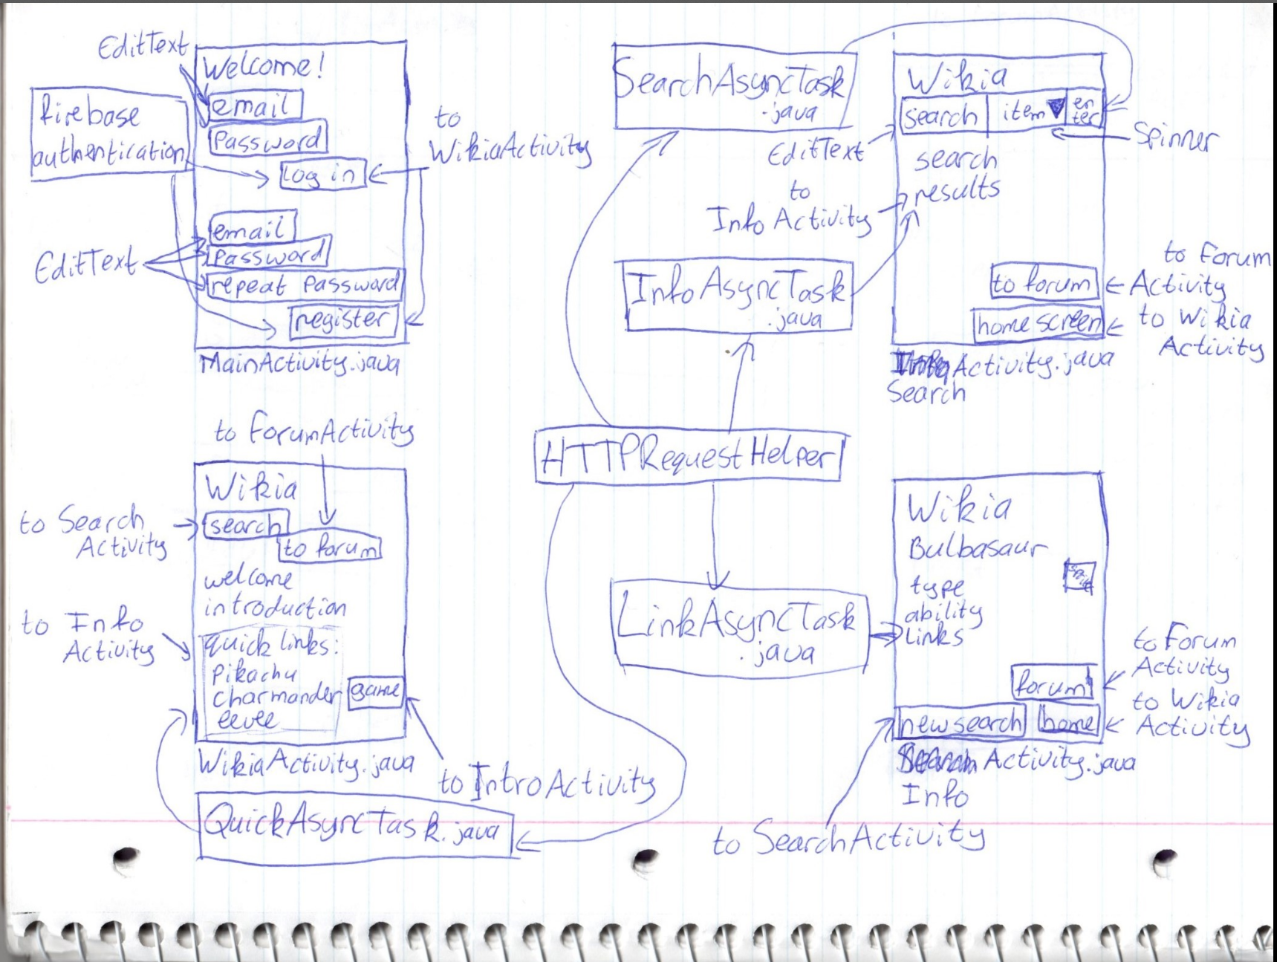 EditText
Welcome!
email
Password
log in
firebase
authentication
to
WikiaActivity
email
Password
repeat password
register
EditText
MainActivity.java
SearchAsyncTask
.java
Wikia
search
item
en
ter
EditText
Spinner
search
results
to
Info Activity
InfoAsyncTask
.java
to forum
to Forum
Activity
home screen
to Wikia
Activity
Activity.java
Search
HTTPRequestHelper
to ForumActivity
Wikia
search
to Search
Activity
to forum
welcome
introduction
to Info
Activity
quick links:
Pikachu
Charmander
eevee
game
WikiaActivity.java
to IntroActivity
QuickAsyncTask.java
LinkAsyncTask
.java
Wikia
Bulbasaur
type
ability
links
forum
to Forum
Activity
new search
home
to Wikia
Activity
Activity.java
Info
to SearchActivity